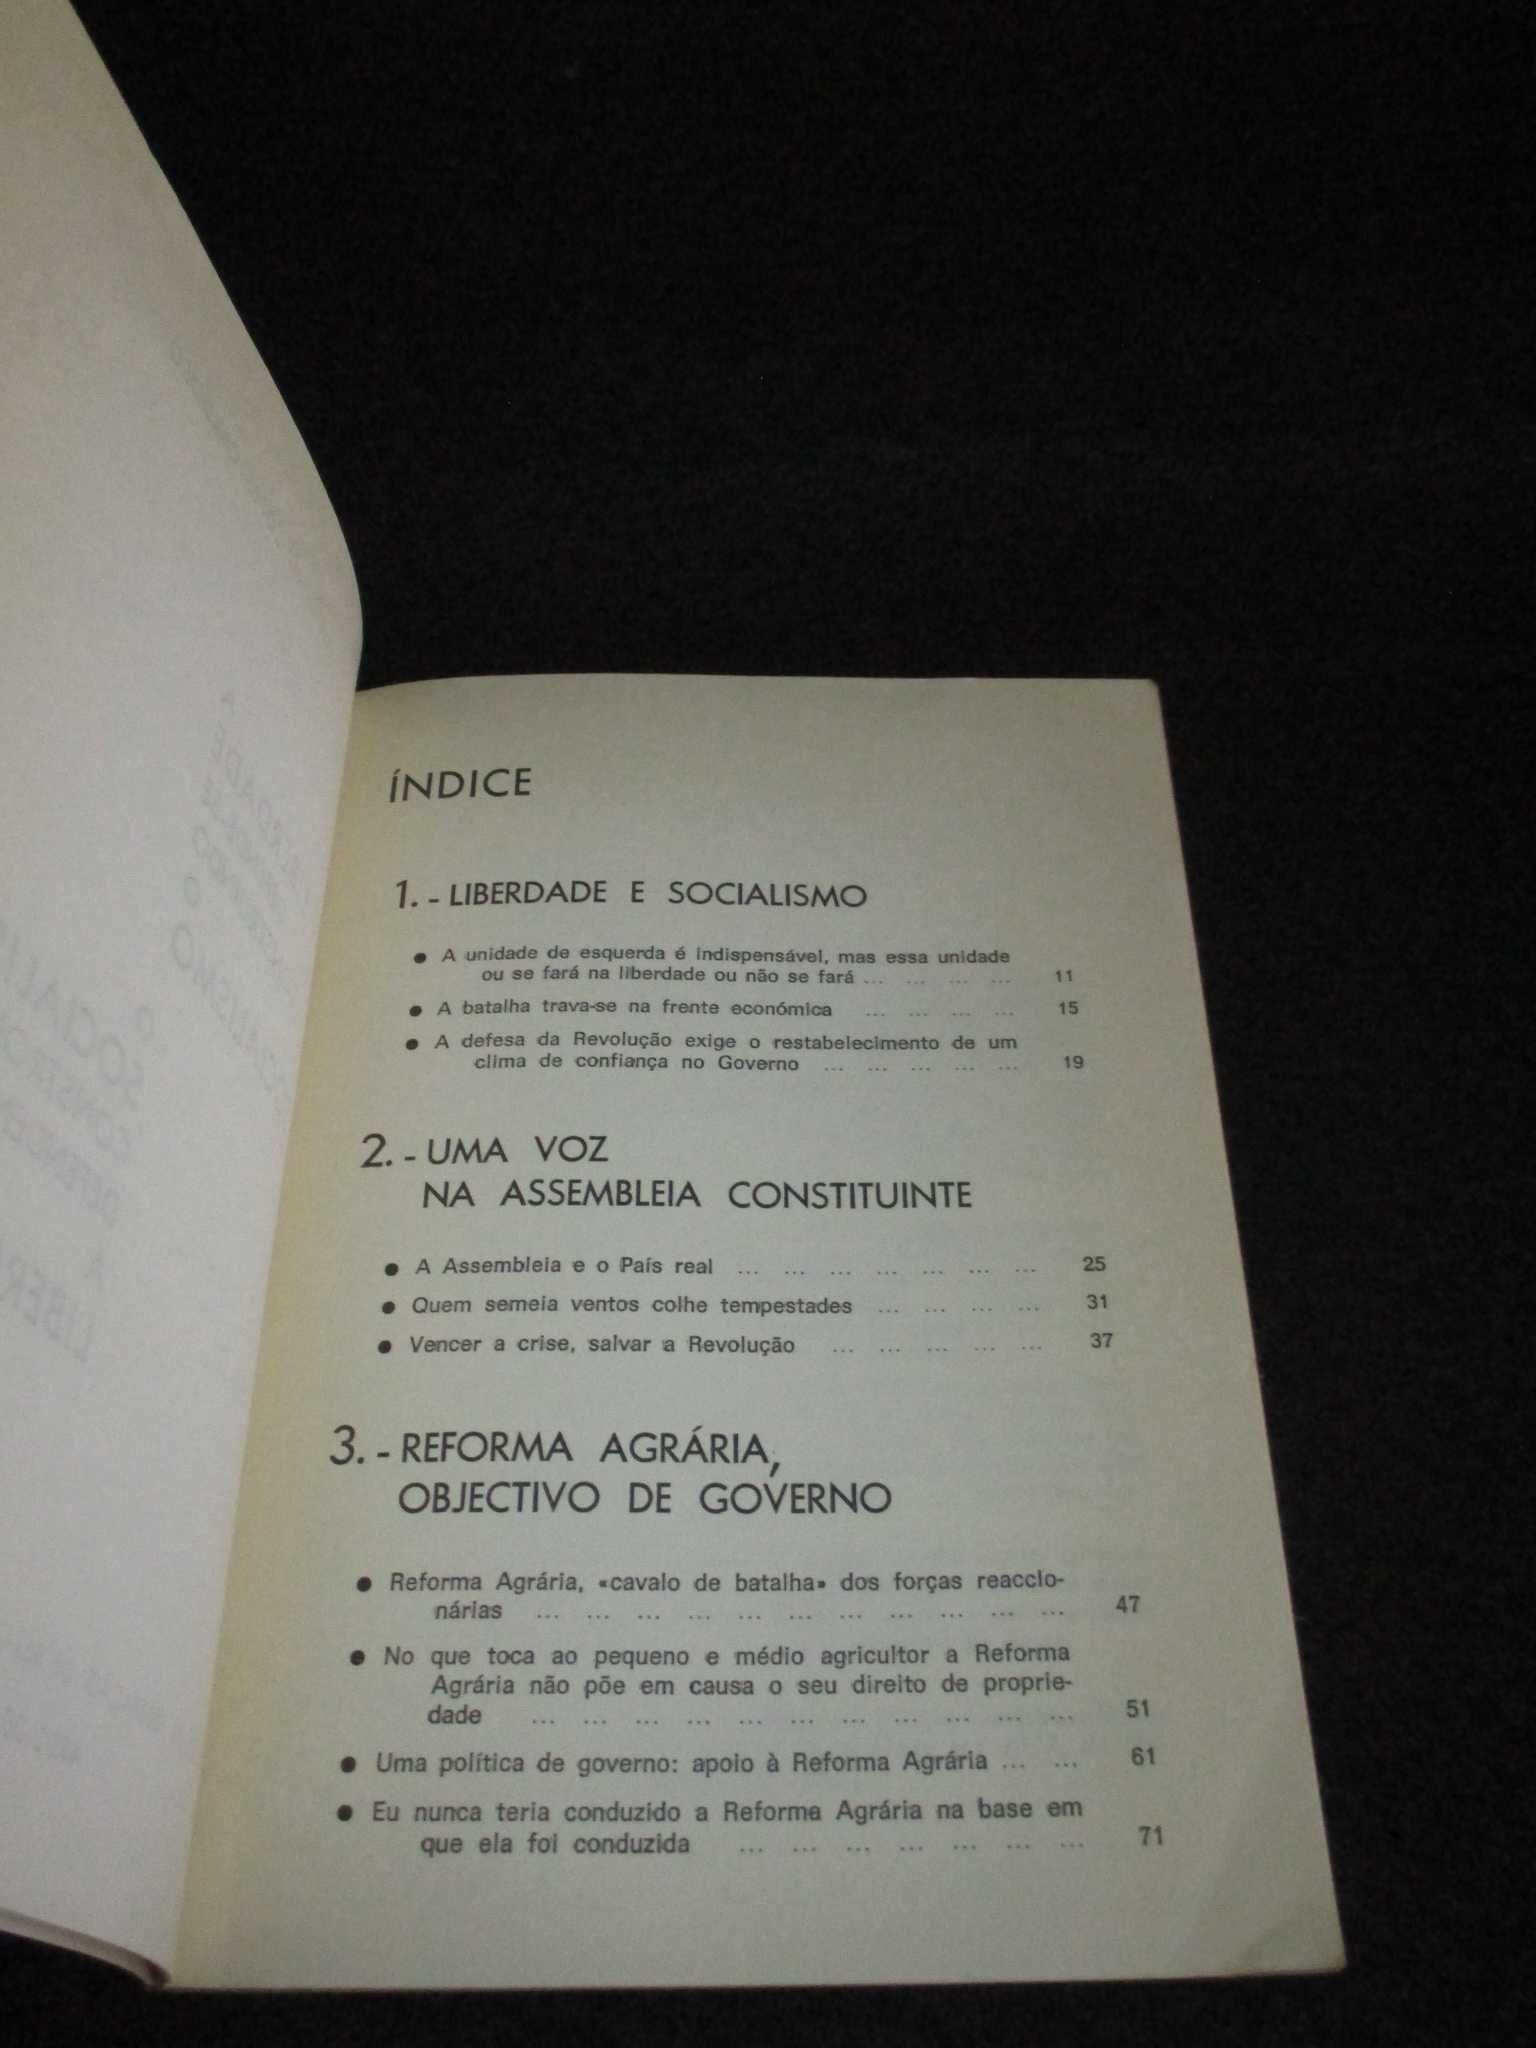 ÍNDICE
1. - LIBERDADE E SOCIALISMO
● A unidade de esquerda é indispensável, mas essa unidade
ou se fará na liberdade ou não se fará ... ... ... ... 11
● A batalha trava-se na frente económica ... ... ... ... 15
● A defesa da Revolução exige o restabelecimento de um
clima de confiança no Governo ... ... ... ... ... 19
2. - UMA VOZ
NA ASSEMBLEIA CONSTITUINTE
● A Assembleia e o País real ... ... ... ... ... ... ... 25
● Quem semeia ventos colhe tempestades ... ... ... ... 31
● Vencer a crise, salvar a Revolução ... ... ... ... ... 37
3. - REFORMA AGRÁRIA,
OBJECTIVO DE GOVERNO
● Reforma Agrária, «cavalo de batalha» dos forças reaccio-
nárias ... ... ... ... ... ... ... ... ... ... ... 47
● No que toca ao pequeno e médio agricultor a Reforma
Agrária não põe em causa o seu direito de proprie-
dade ... ... ... ... ... ... ... ... ... ... ... 51
● Uma política de governo: apoio à Reforma Agrária ... ... 61
● Eu nunca teria conduzido a Reforma Agrária na base em
que ela foi conduzida ... ... ... ... ... ... ... 71